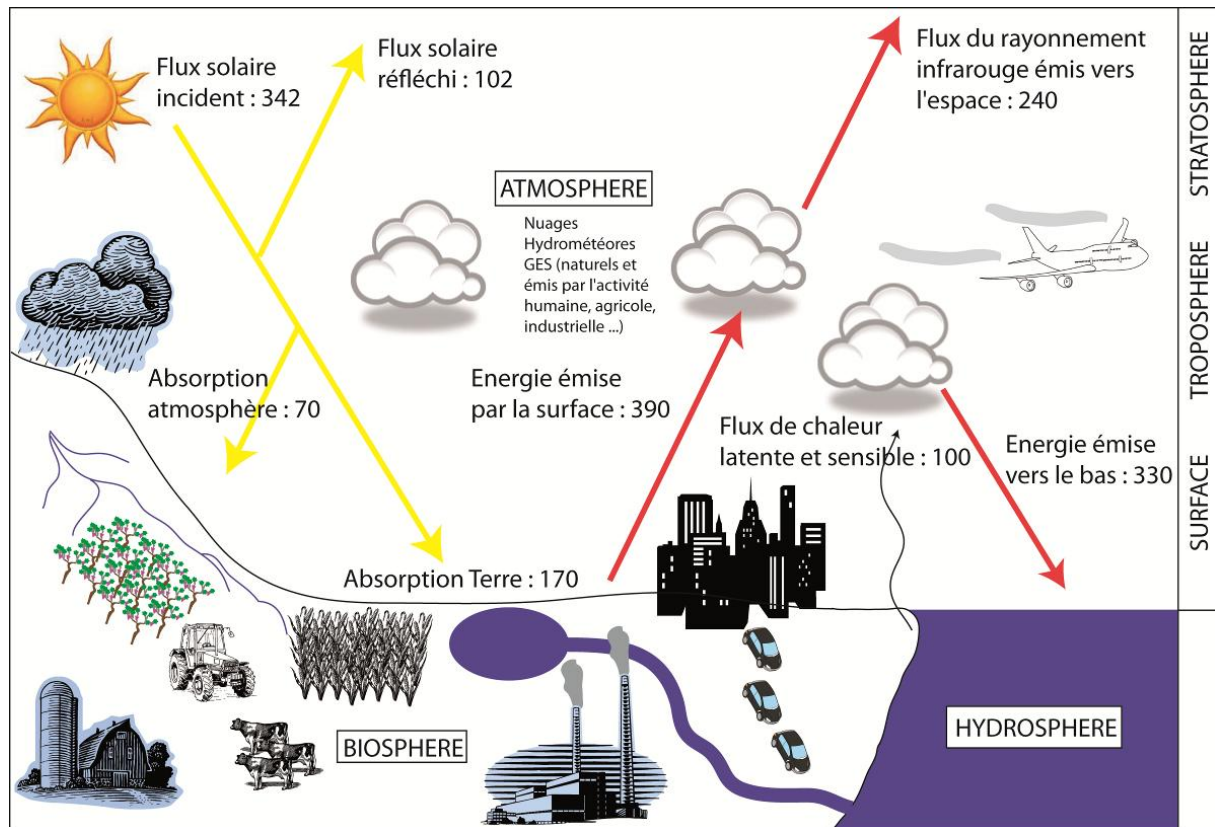 Flux solaire
incident : 342
Flux solaire
réfléchi : 102
Flux du rayonnement
infrarouge émis vers
l'espace : 240
STRATOSPHERE
ATMOSPHERE
Nuages
Hydrométéores
GES (naturels et
émis par l'activité
humaine, agricole,
industrielle ...)
TROPOSPHERE
Absorption
atmosphère : 70
Energie émise
par la surface : 390
Flux de chaleur
latente et sensible : 100
Energie émise
vers le bas : 330
SURFACE
Absorption Terre : 170
BIOSPHERE
HYDROSPHERE